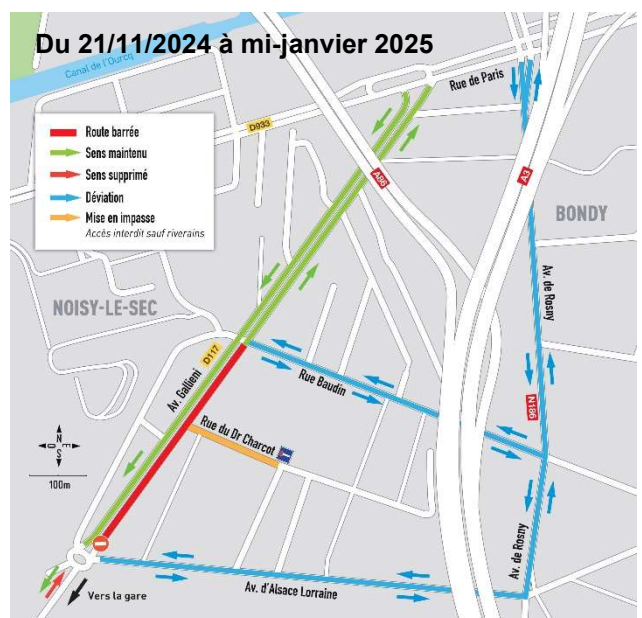 Du 21/11/2024 à mi-janvier 2025
Canal de l'Ourcq
Rue de Paris
D933
Route barrée
Sens maintenu
Sens supprimé
Déviation
Mise en impasse
Accès interdit sauf riverains
A86
A3
BONDY
NOISY-LE-SEC
Av. de Rosny
D117
Av. Gallieni
Rue Baudin
N186
Rue du Dr Charcot
N
O E
S
100m
Av. de Rosny
Av. d'Alsace Lorraine
Vers la gare